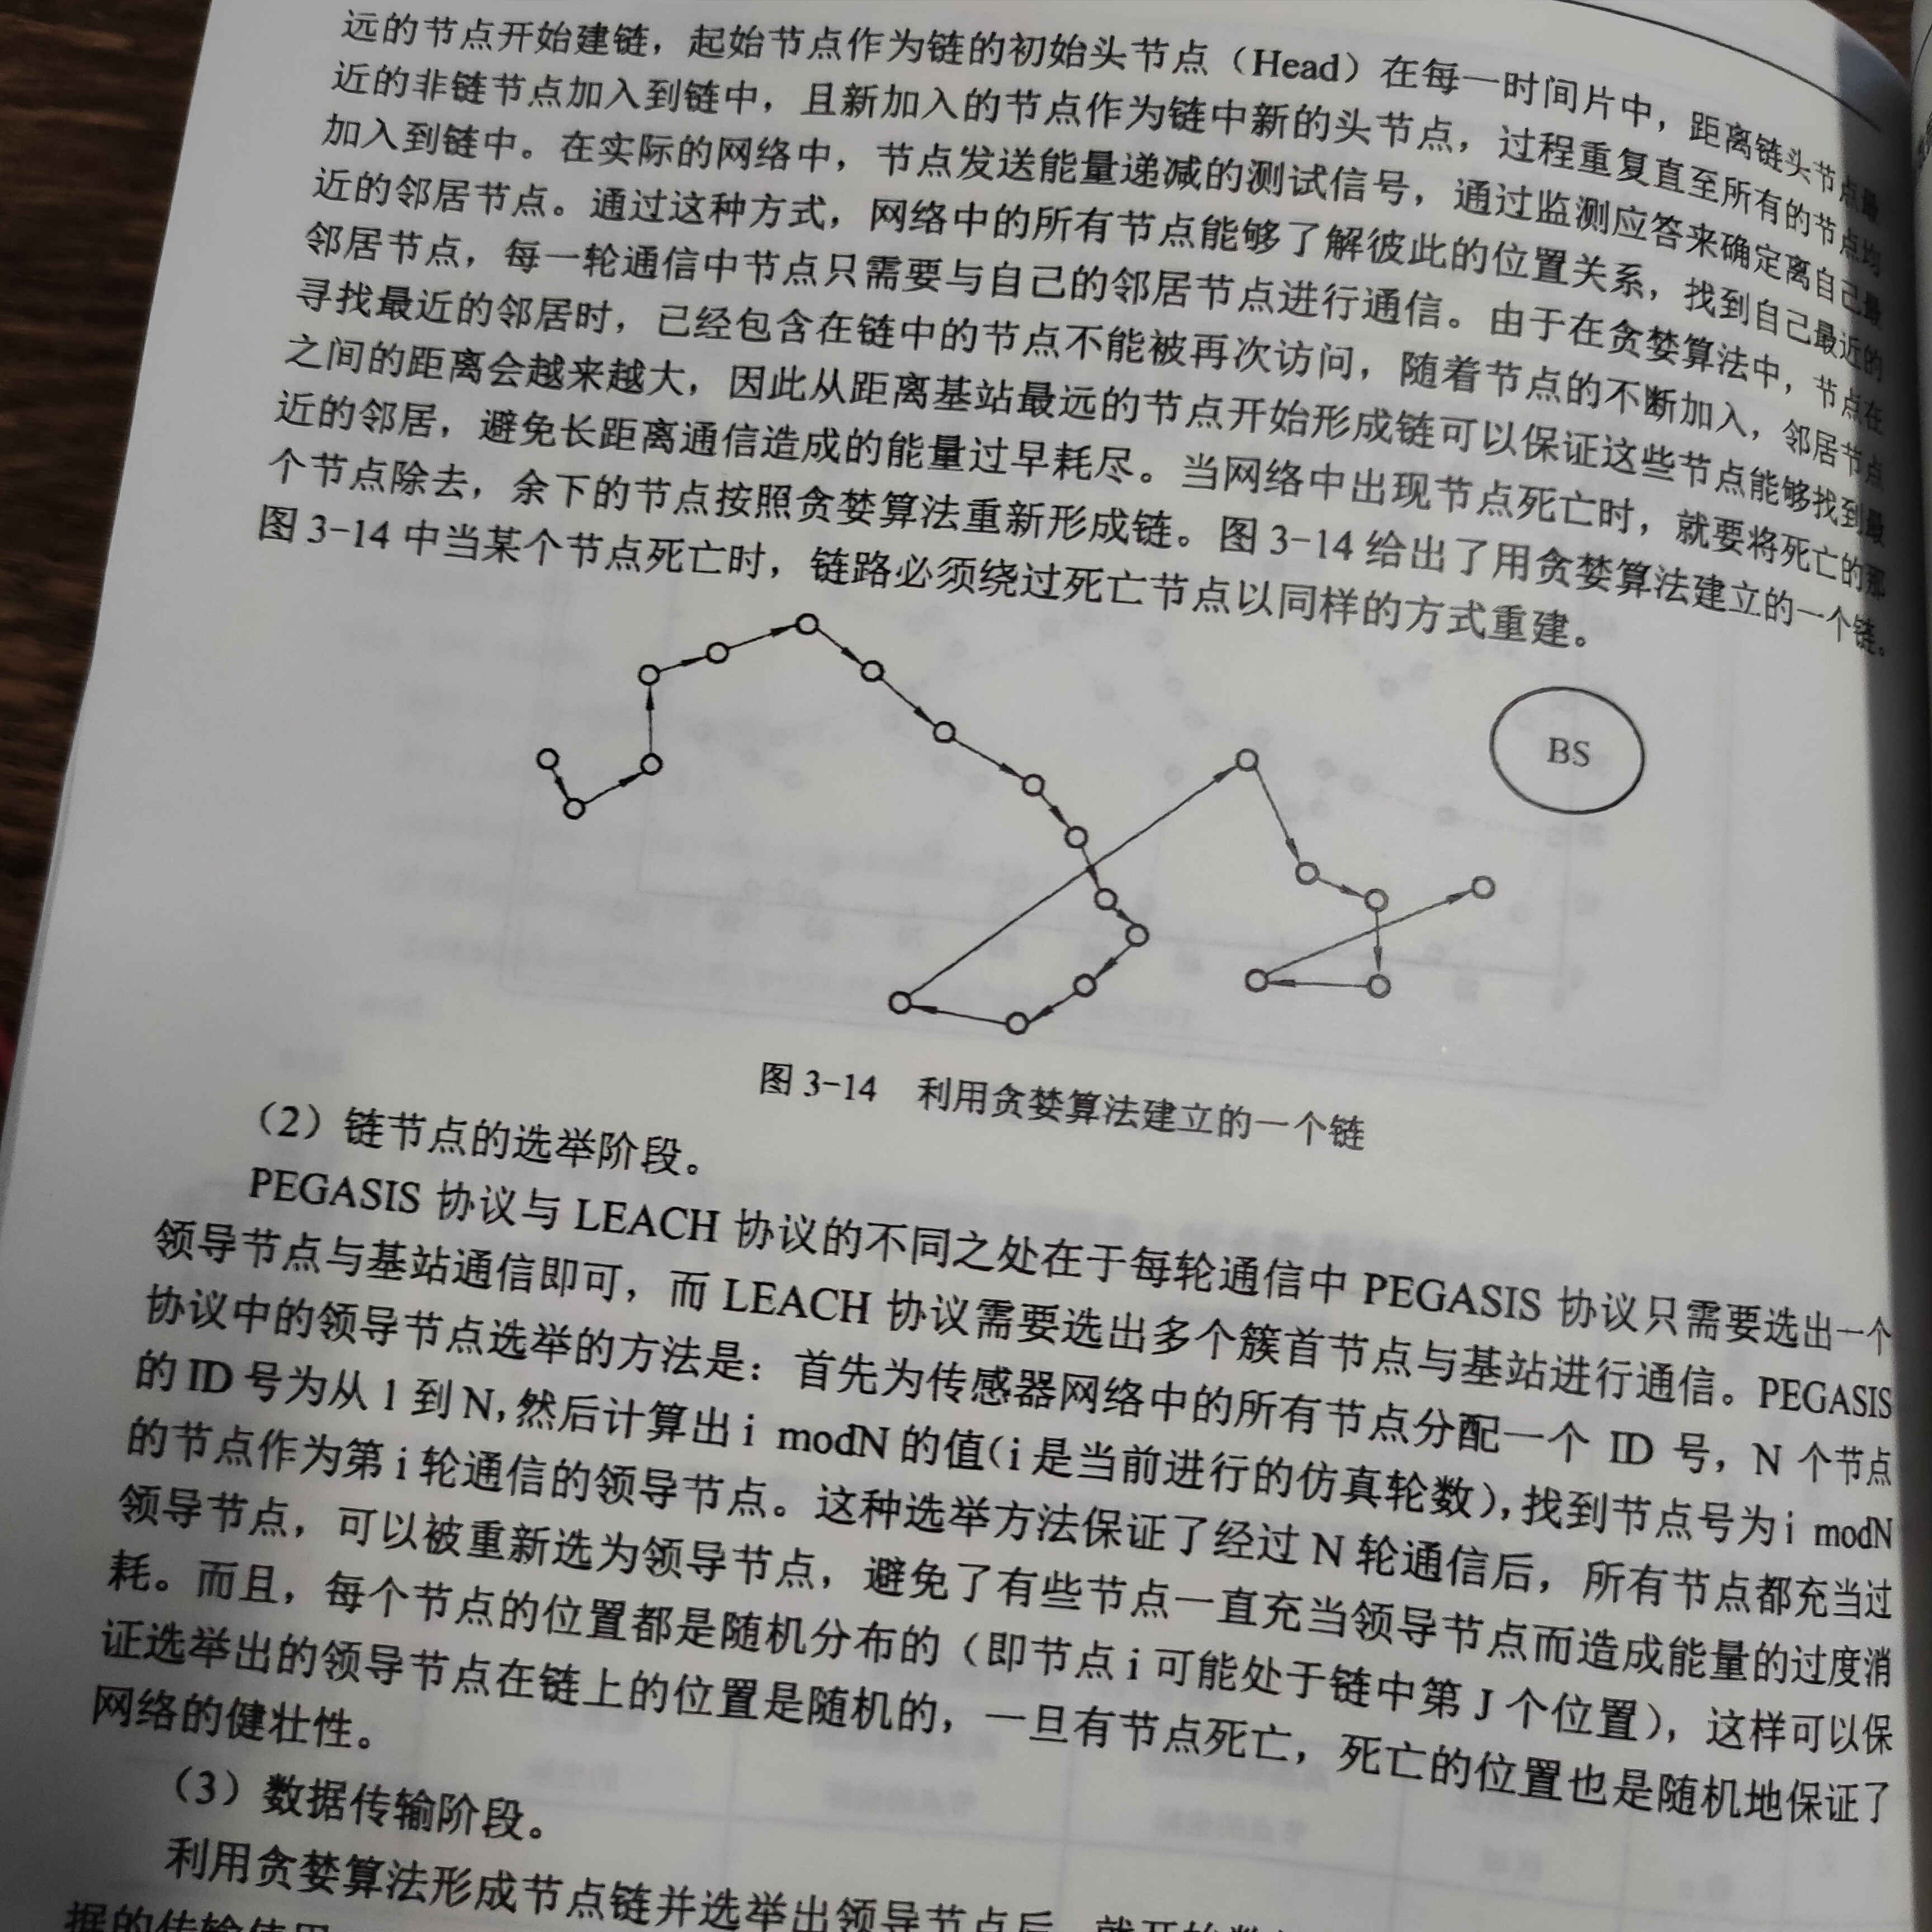 远的节点开始建链，起始节点作为链的初始头节点（Head）在每一时间片中，距离链头节点最
近的非链节点加入到链中，且新加入的节点作为链中新的头节点，过程重复直至所有的节点均
加入到链中。在实际的网络中，节点发送能量递减的测试信号，通过监测应答来确定离自己最
近的邻居节点。通过这种方式，网络中的所有节点能够了解彼此的位置关系，找到自己最近的
邻居节点，每一轮通信中节点只需要与自己的邻居节点进行通信。由于在贪婪算法中，节点在
寻找最近的邻居时，已经包含在链中的节点不能被再次访问，随着节点的不断加入，邻居节点
之间的距离会越来越大，因此从距离基站最远的节点开始形成链可以保证这些节点能够找到最
近的邻居，避免长距离通信造成的能量过早耗尽。当网络中出现节点死亡时，就要将死亡的那
个节点除去，余下的节点按照贪婪算法重新形成链。图 3-14 给出了用贪婪算法建立的一个链。
图 3-14 中当某个节点死亡时，链路必须绕过死亡节点以同样的方式重建。
BS
图 3-14 利用贪婪算法建立的一个链
（2）链节点的选举阶段。
PEGASIS 协议与 LEACH 协议的不同之处在于每轮通信中 PEGASIS 协议只需要选出一个
领导节点与基站通信即可，而 LEACH 协议需要选出多个簇首节点与基站进行通信。PEGASIS
协议中的领导节点选举的方法是：首先为传感器网络中的所有节点分配一个 ID 号，N 个节点
的 ID 号为从 1 到 N，然后计算出 i modN 的值（i 是当前进行的仿真轮数），找到节点号为 i modN
的节点作为第 i 轮通信的领导节点。这种选举方法保证了经过 N 轮通信后，所有节点都充当过
领导节点，可以被重新选为领导节点，避免了有些节点一直充当领导节点而造成能量的过度消
耗。而且，每个节点的位置都是随机分布的（即节点 i 可能处于链中第 J 个位置），这样可以保
证选举出的领导节点在链上的位置是随机的，一旦有节点死亡，死亡的位置也是随机地保证了
网络的健壮性。
（3）数据传输阶段。
利用贪婪算法形成节点链并选举出领导节点后，就开始数
据的传输使用